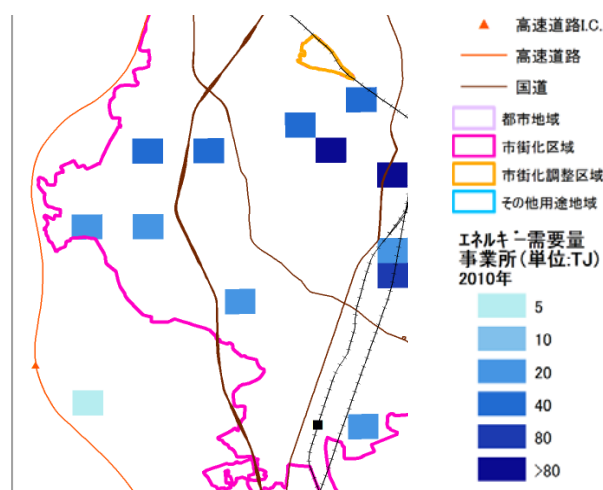 高速道路I.C.
高速道路
国道
都市地域
市街化区域
市街化調整区域
その他用途地域
エネルギー需要量
事業所(単位:TJ)
2010年
5
10
20
40
80
>80